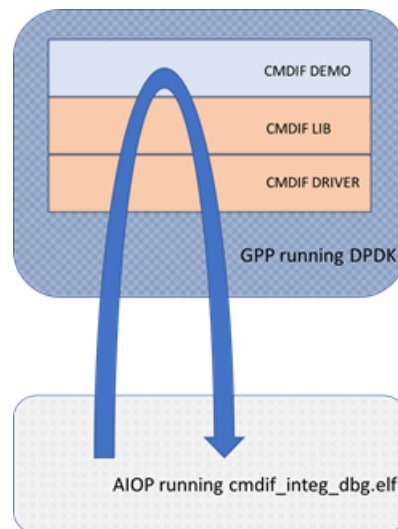 CMDIF DEMO
CMDIF LIB
CMDIF DRIVER
GPP running DPDK
AIOP running cmdif_integ_dbg.elf